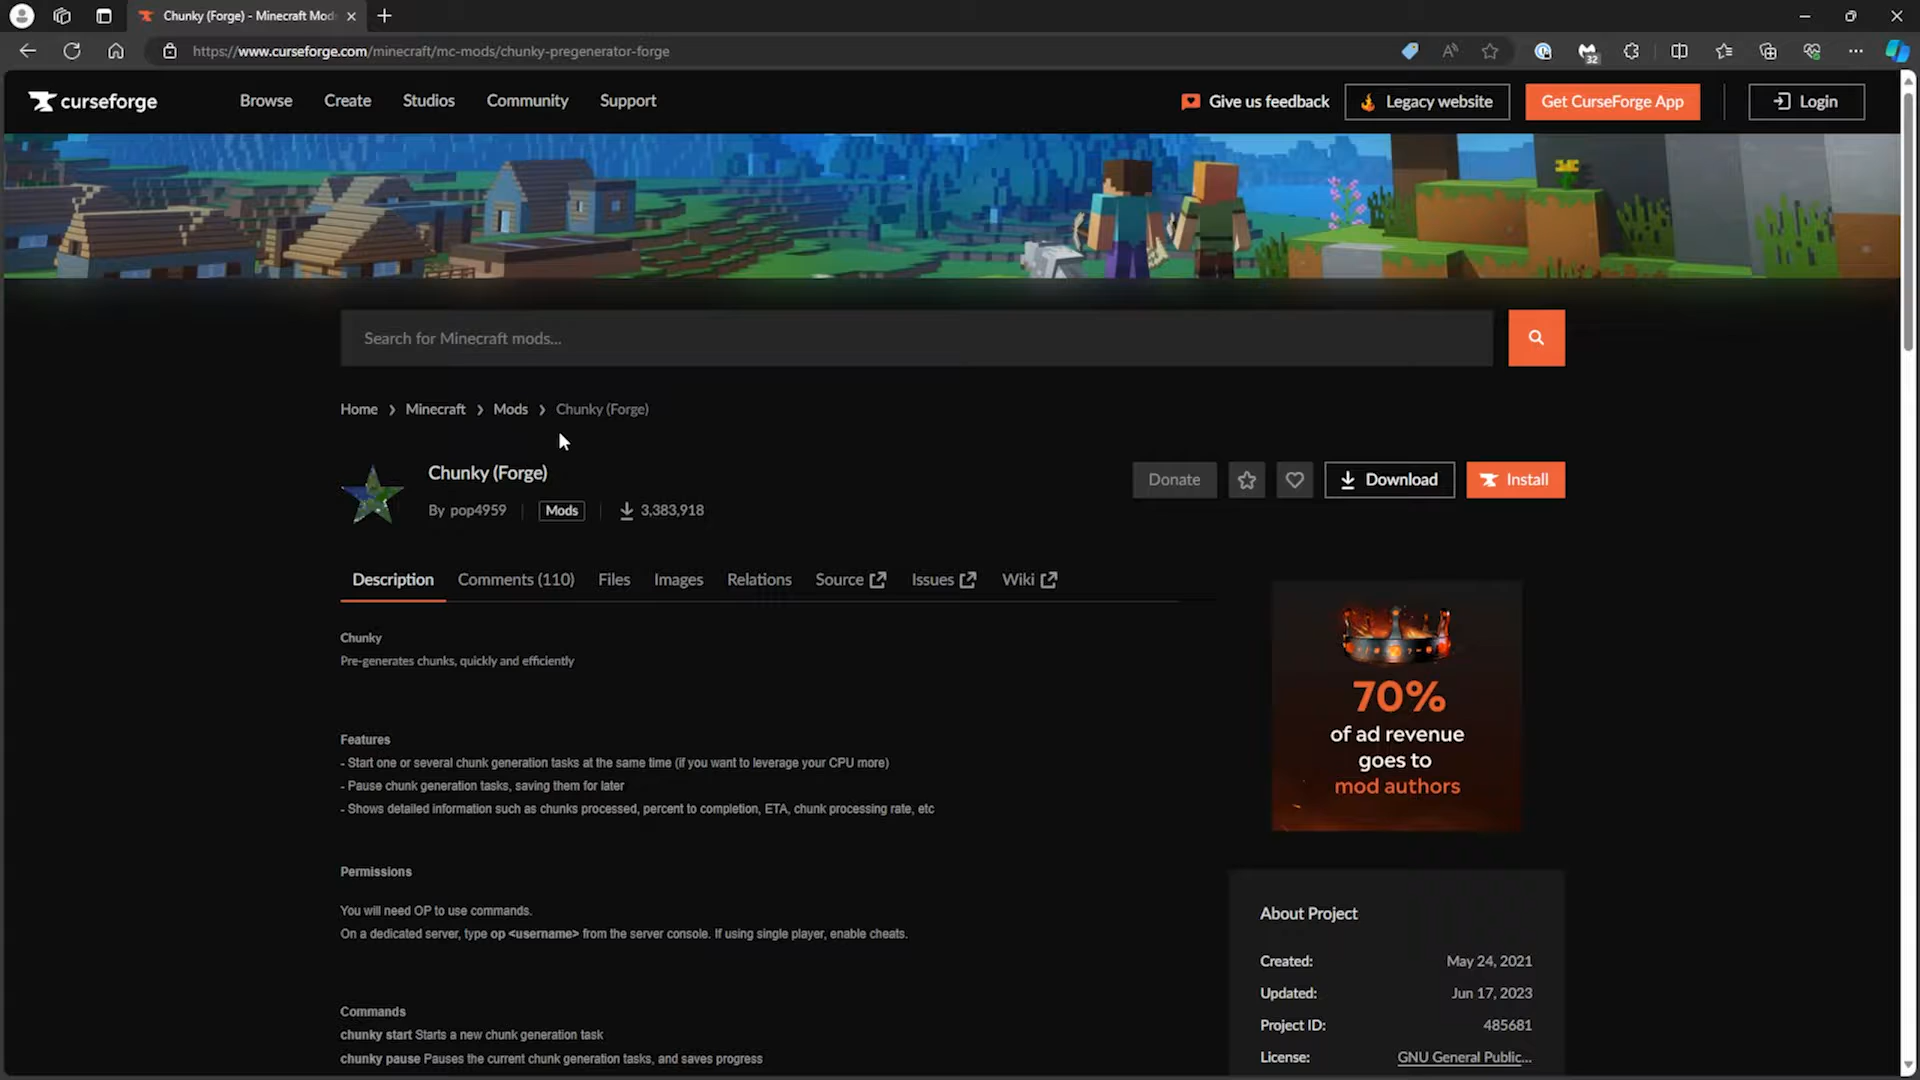 Chunky (Forge) - Minecraft Mod
https://www.curseforge.com/minecraft/mc-mods/chunky-pregenerator-forge
32
curseforge
Browse
Create
Studios
Community
Support
Give us feedback
Legacy website
Get CurseForge App
Login
Search for Minecraft mods...
Home > Minecraft > Mods > Chunky (Forge)
Chunky (Forge)
By pop4959
Mods
3,383,918
Donate
Download
Install
Description
Comments (110)
Files
Images
Relations
Source
Issues
Wiki
Chunky
Pre-generates chunks, quickly and efficiently
Features
- Start one or several chunk generation tasks at the same time (if you want to leverage your CPU more)
- Pause chunk generation tasks, saving them for later
- Shows detailed information such as chunks processed, percent to completion, ETA, chunk processing rate, etc
Permissions
You will need OP to use commands.
On a dedicated server, type op <username> from the server console. If using single player, enable cheats.
Commands
chunky start Starts a new chunk generation task
chunky pause Pauses the current chunk generation tasks, and saves progress
70%
of ad revenue
goes to
mod authors
About Project
Created: May 24, 2021
Updated: Jun 17, 2023
Project ID: 485681
License: GNU General Public...